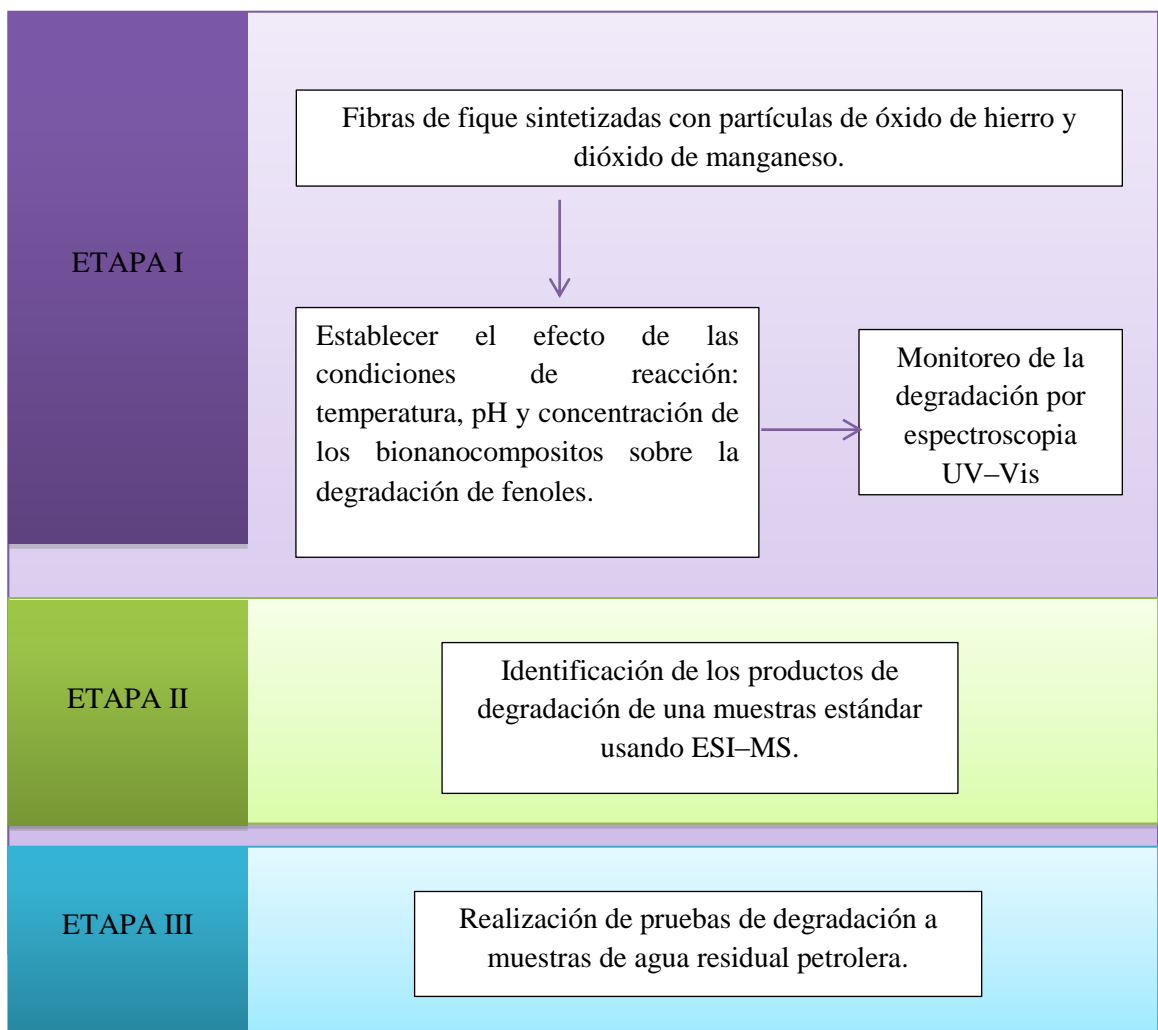 ETAPA I
Fibras de fique sintetizadas con partículas de óxido de hierro y
dióxido de manganeso.
Establecer el efecto de las
condiciones de reacción:
temperatura, pH y concentración de
los bionanocompositos sobre la
degradación de fenoles.
Monitoreo de la
degradación por
espectroscopia
UV–Vis
ETAPA II
Identificación de los productos de
degradación de una muestras estándar
usando ESI–MS.
ETAPA III
Realización de pruebas de degradación a
muestras de agua residual petrolera.